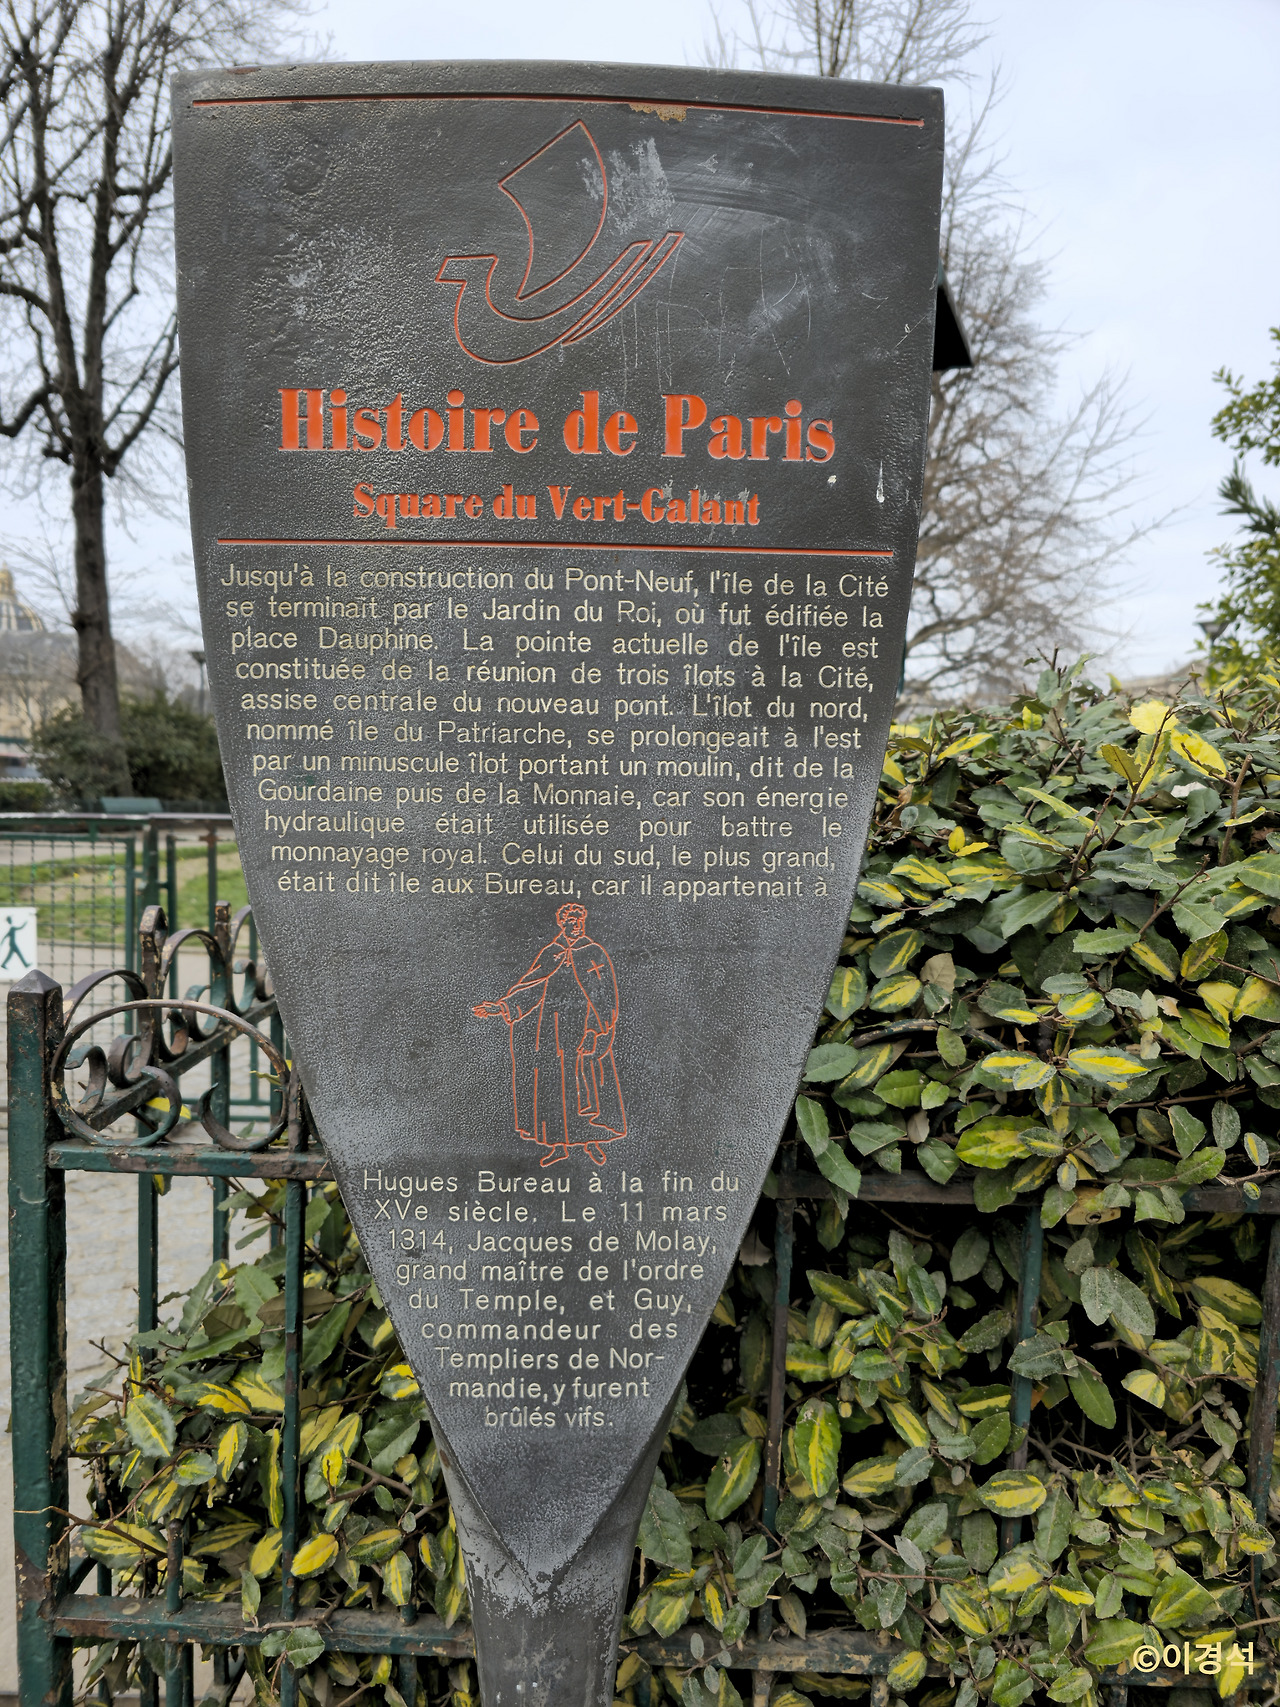 Histoire de Paris
Square du Vert-Galant
Jusqu'à la construction du Pont-Neuf, l'île de la Cité
se terminait par le Jardin du Roi, où fut édifiée la
place Dauphine. La pointe actuelle de l'île est
constituée de la réunion de trois îlots à la Cité,
assise centrale du nouveau pont. L'îlot du nord,
nommé île du Patriarche, se prolongeait à l'est
par un minuscule îlot portant un moulin, dit de la
Gourdaine puis de la Monnaie, car son énergie
hydraulique était utilisée pour battre le
monnayage royal. Celui du sud, le plus grand,
était dit île aux Bureau, car il appartenait à
Hugues Bureau à la fin du
XVe siècle. Le 11 mars
1314, Jacques de Molay,
grand maître de l'ordre
du Temple, et Guy,
commandeur des
Templiers de Nor-
mandie, y furent
brûlés vifs.
©이경석